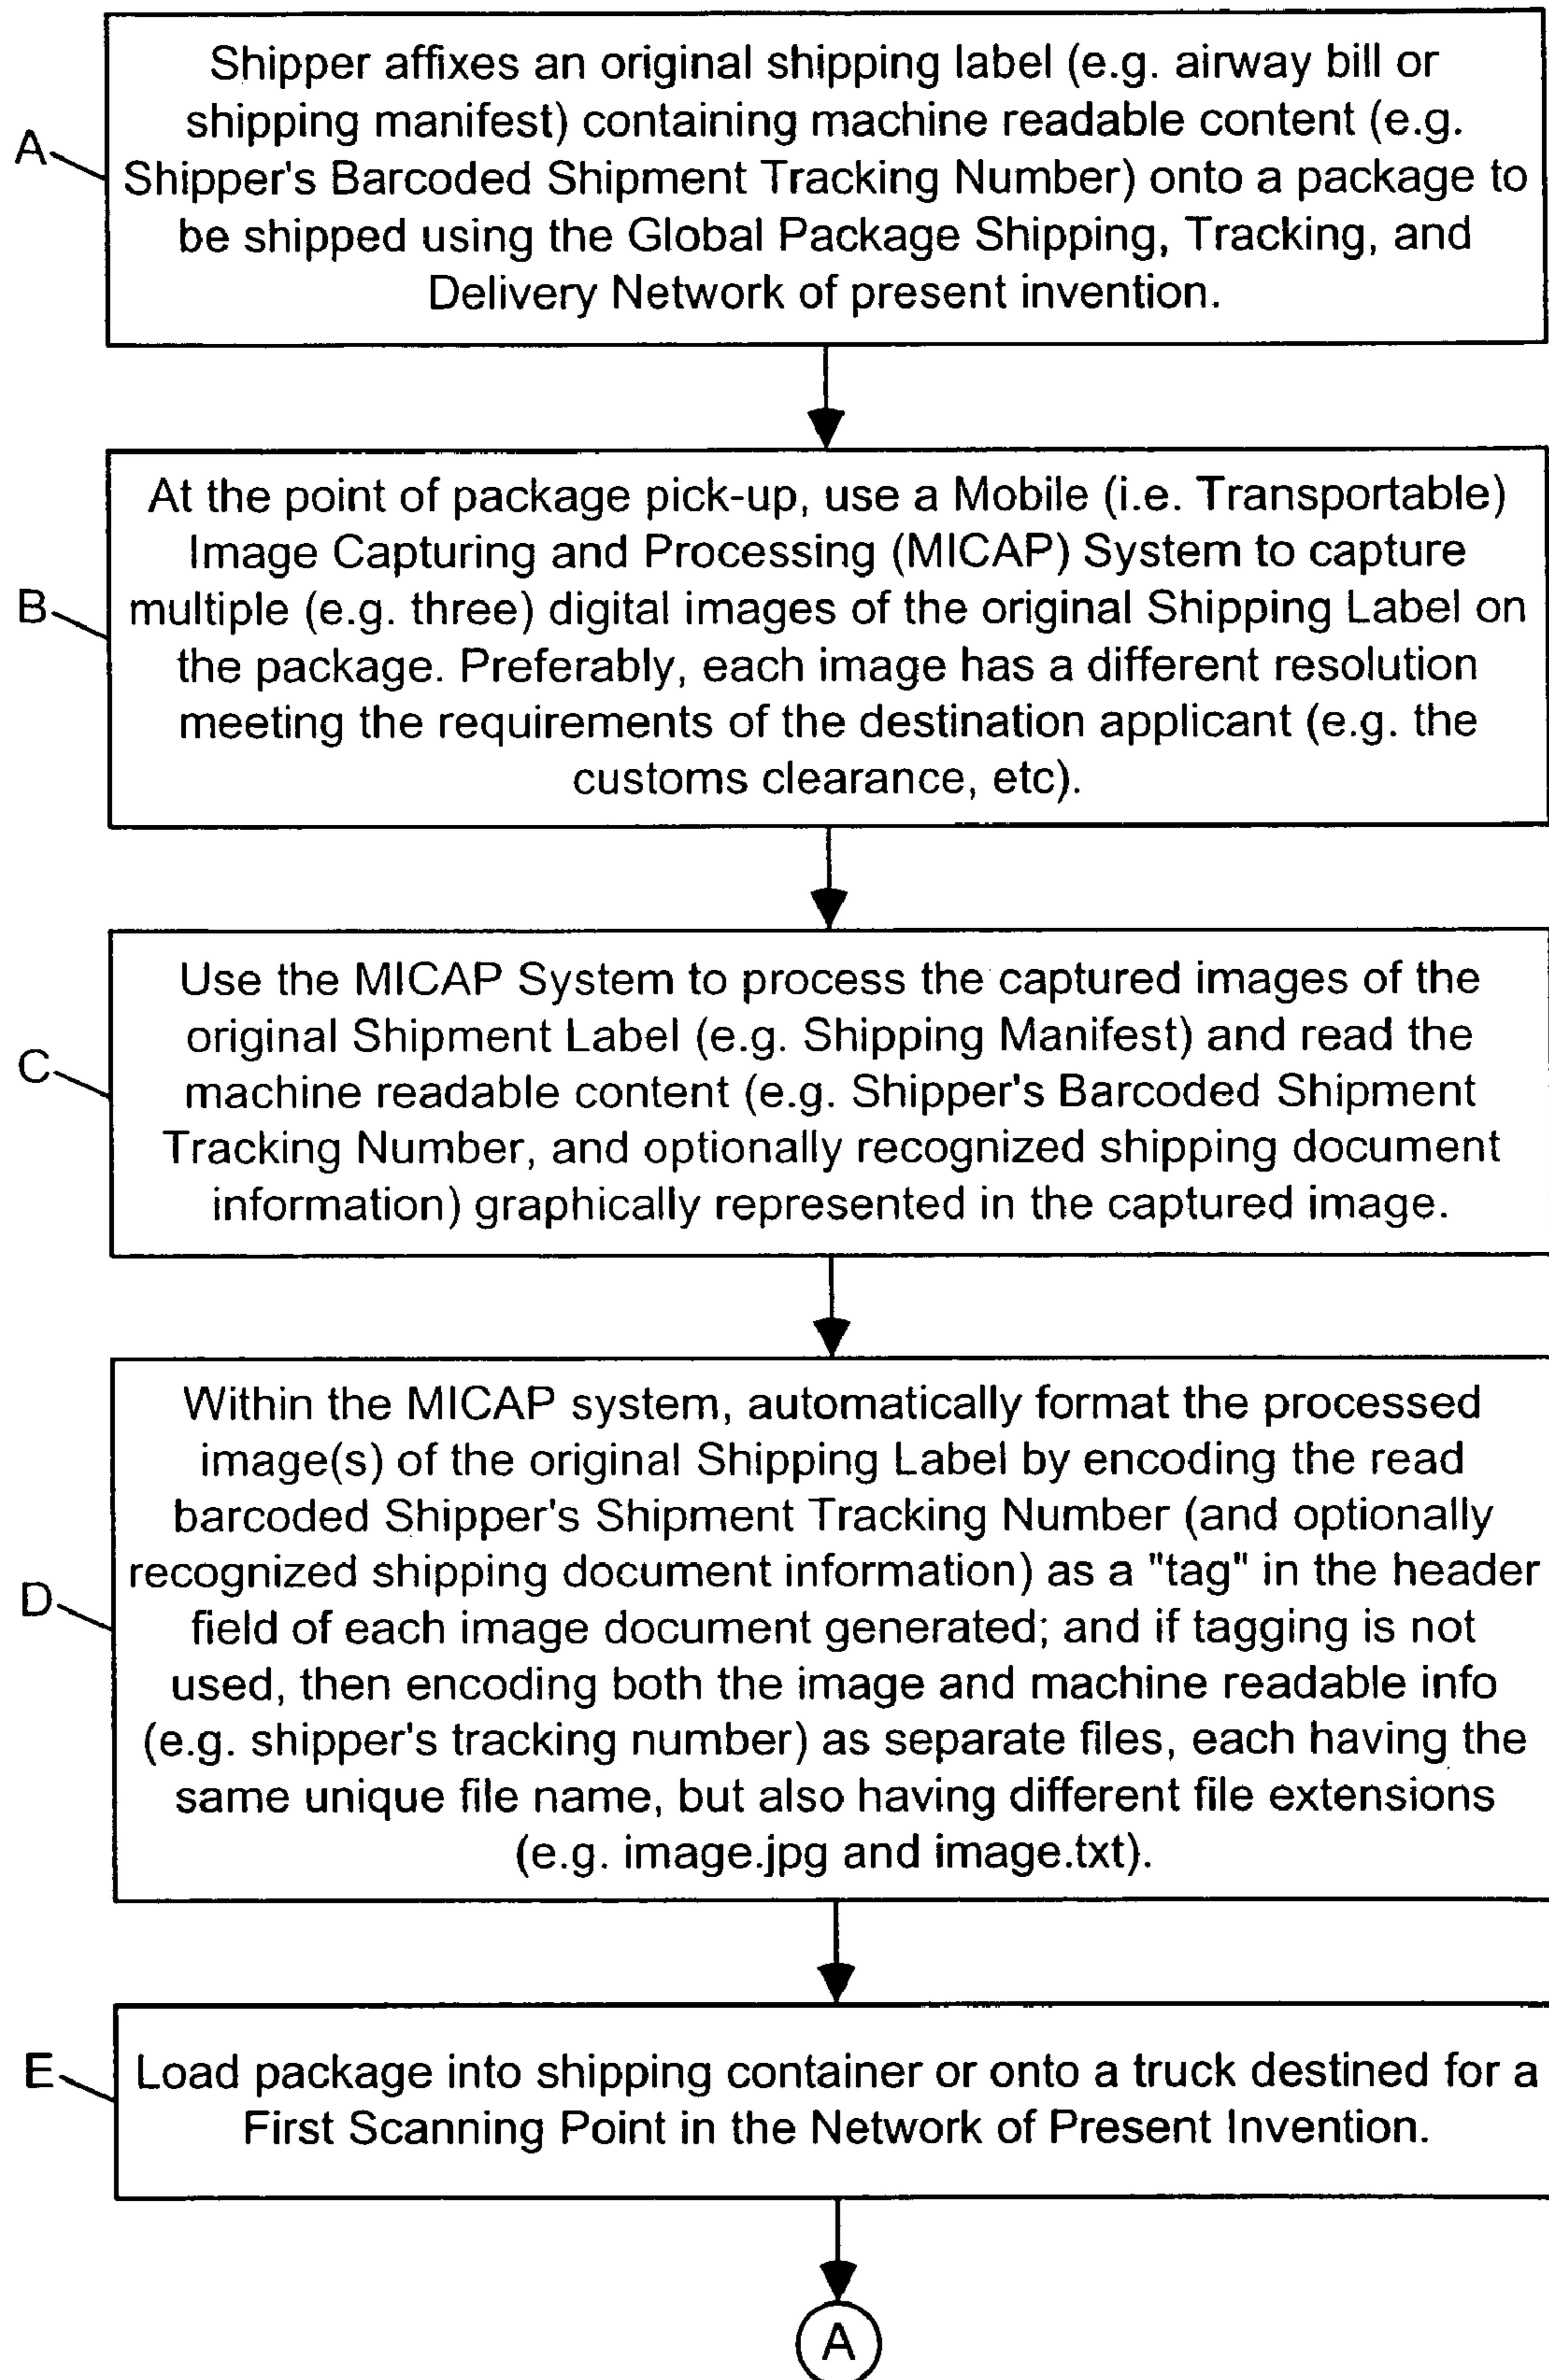 Shipper affixes an original shipping label (e.g. airway bill or
shipping manifest) containing machine readable content (e.g.
A
Shipper's Barcoded Shipment Tracking Number) onto a package to
be shipped using the Global Package Shipping, Tracking, and
Delivery Network of present invention.
At the point of package pick-up, use a Mobile (i.e. Transportable)
Image Capturing and Processing (MICAP) System to capture
B
multiple (e.g. three) digital images of the original Shipping Label on
the package. Preferably, each image has a different resolution
meeting the requirements of the destination applicant (e.g. the
customs clearance, etc).
Use the MICAP System to process the captured images of the
original Shipment Label (e.g. Shipping Manifest) and read the
C
machine readable content (e.g. Shipper's Barcoded Shipment
Tracking Number, and optionally recognized shipping document
information) graphically represented in the captured image.
Within the MICAP system, automatically format the processed
image(s) of the original Shipping Label by encoding the read
barcoded Shipper's Shipment Tracking Number (and optionally
recognized shipping document information) as a "tag" in the header
D
field of each image document generated; and if tagging is not
used, then encoding both the image and machine readable info
(e.g. shipper's tracking number) as separate files, each having the
same unique file name, but also having different file extensions
(e.g. image.jpg and image.txt).
E
Load package into shipping container or onto a truck destined for a
First Scanning Point in the Network of Present Invention.
A